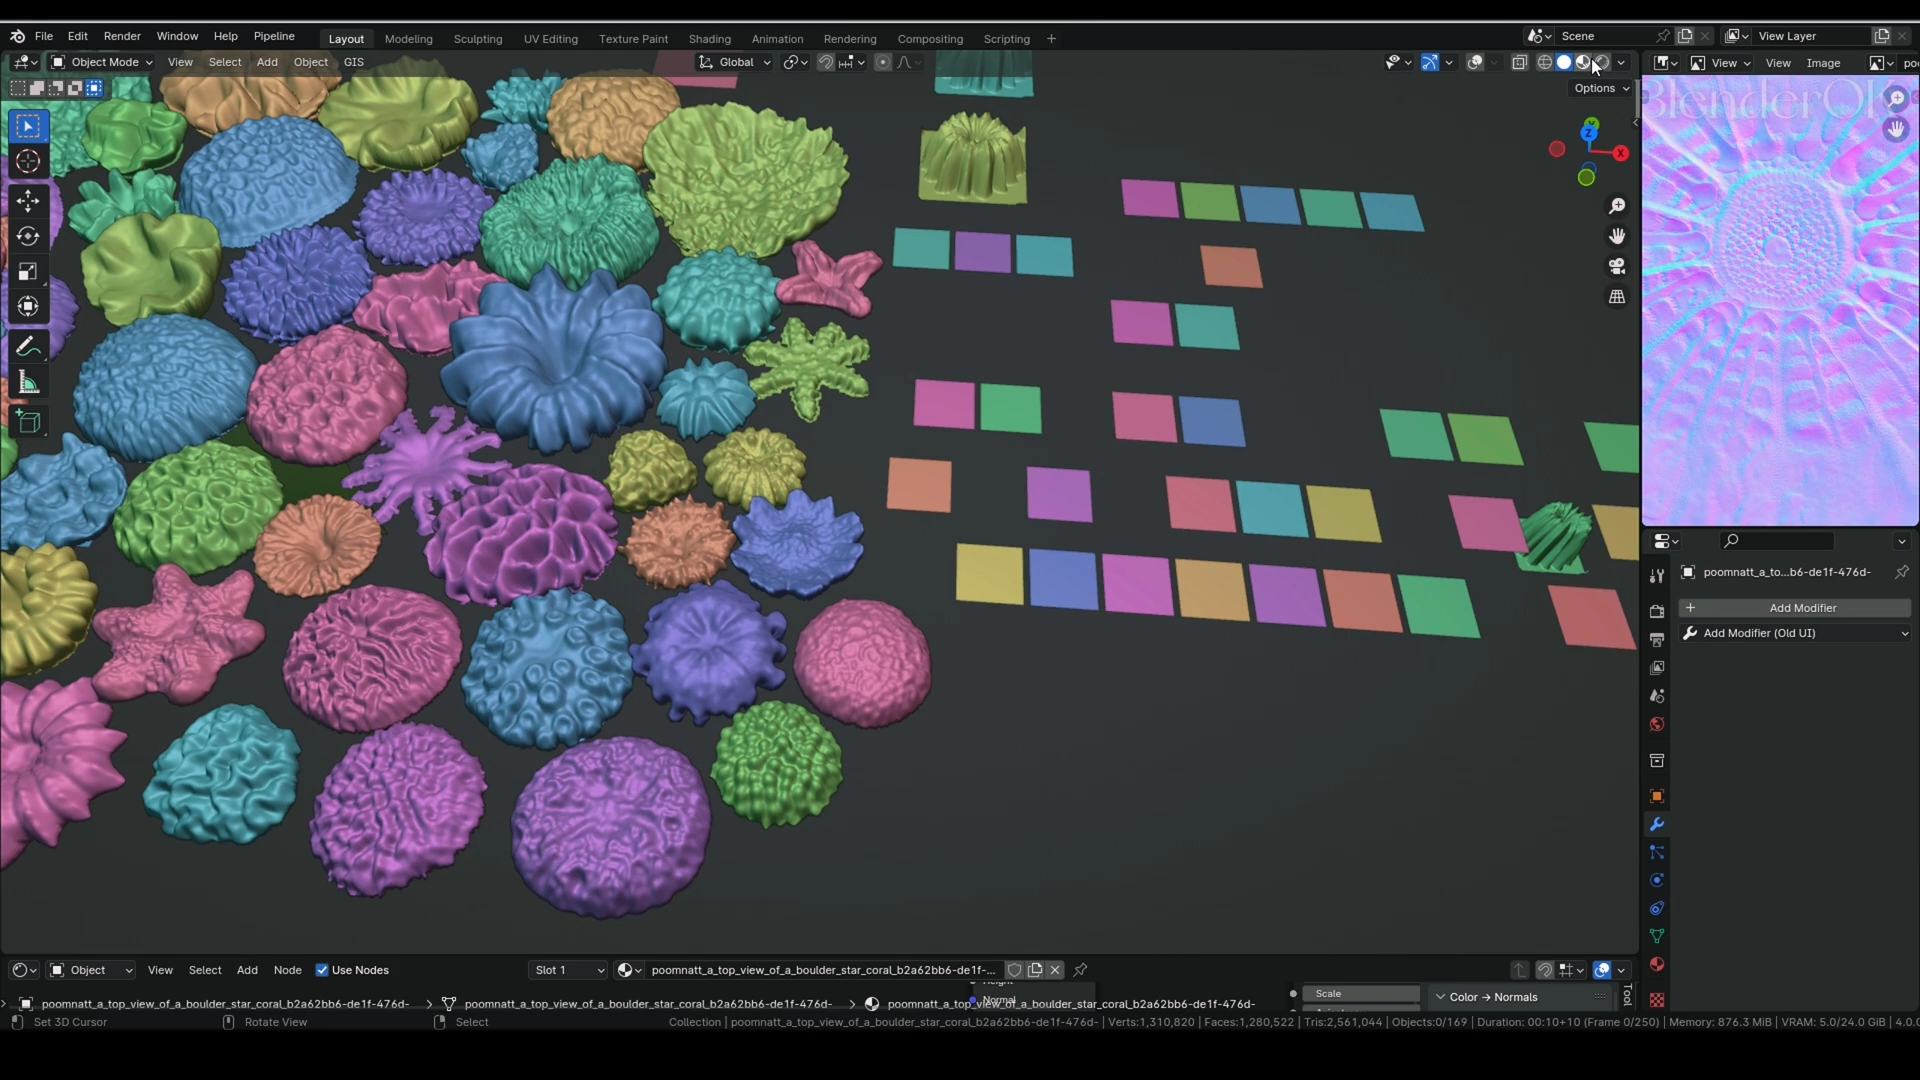 File Edit Render Window Help Pipeline Layout Modeling Sculpting UV Editing Texture Paint Shading Animation Rendering Compositing Scripting + Scene View Layer
Object Mode View Select Add Object GIS Global View View Image
Options
X
Z
poomnatt_a_to...b6-de1f-476d-
Add Modifier
Add Modifier (Old UI)
Object View Select Add Node Use Nodes Slot 1 poomnatt_a_top_view_of_a_boulder_star_coral_b2a62bb6-de1f-...
Normal
Scale
Color → Normals
Tool
poomnatt_a_top_view_of_a_boulder_star_coral_b2a62bb6-de1f-476d- poomnatt_a_top_view_of_a_boulder_star_coral_b2a62bb6-de1f-476d- poomnatt_a_top_view_of_a_boulder_star_coral_b2a62bb6-de1f-476d-
Set 3D Cursor Rotate View Select Collection | poomnatt_a_top_view_of_a_boulder_star_coral_b2a62bb6-de1f-476d- | Verts:1,310,820 | Faces:1,280,522 | Tris:2,561,044 | Objects:0/169 | Duration: 00:10+10 (Frame 0/250) | Memory: 876.3 MiB | VRAM: 5.0/24.0 GiB | 4.0.